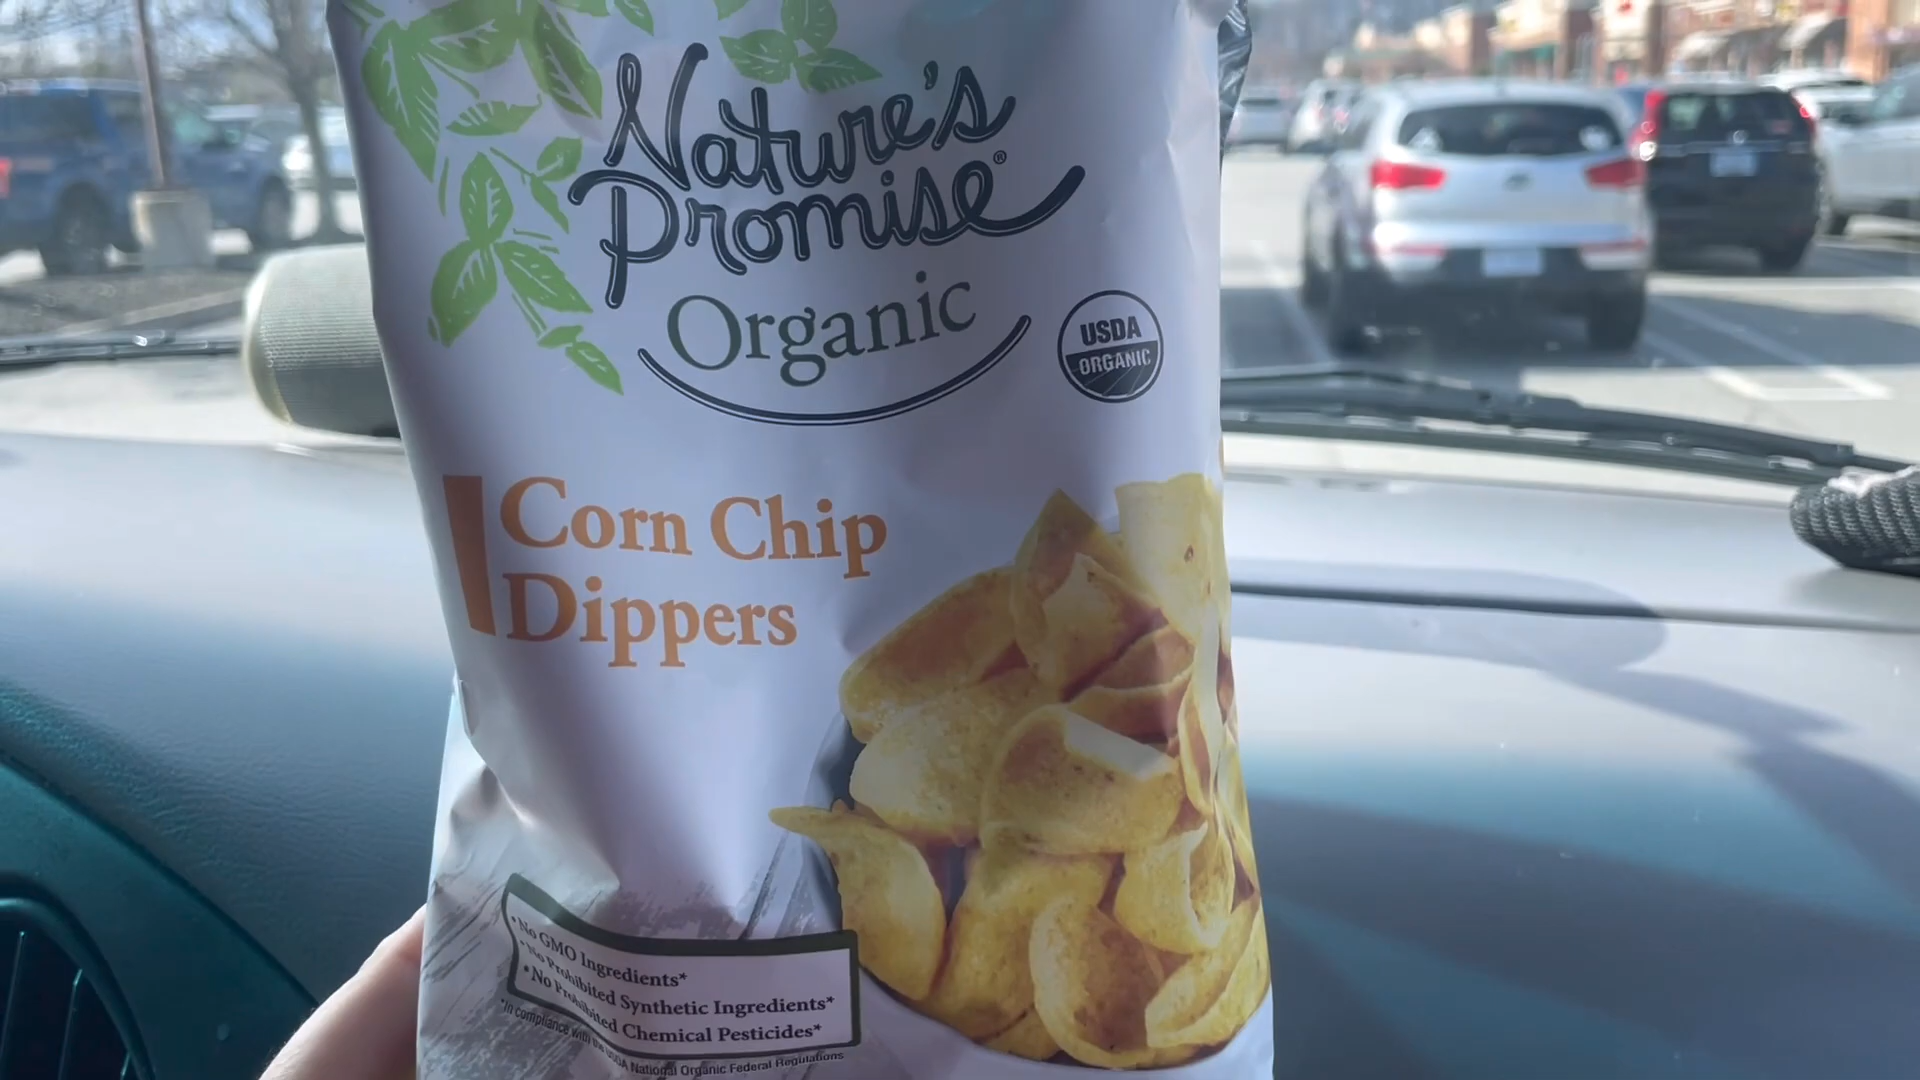 Nature's
Promise®
Organic
USDA
ORGANIC
Corn Chip
Dippers
•No GMO Ingredients*
•No Prohibited Synthetic Ingredients*
•No Prohibited Chemical Pesticides*
*In compliance with the USDA National Organic Federal Regulations